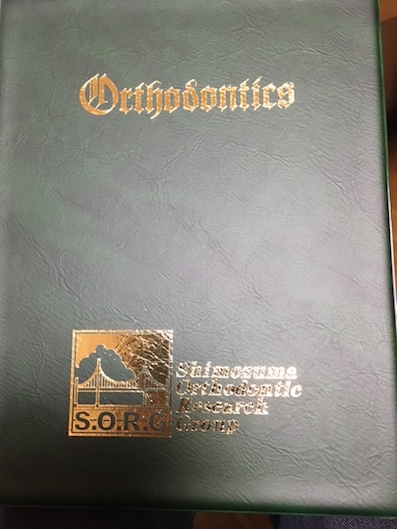 Orthodontics
Shimosuma
Orthodontic
Research
Group
S.O.R.G